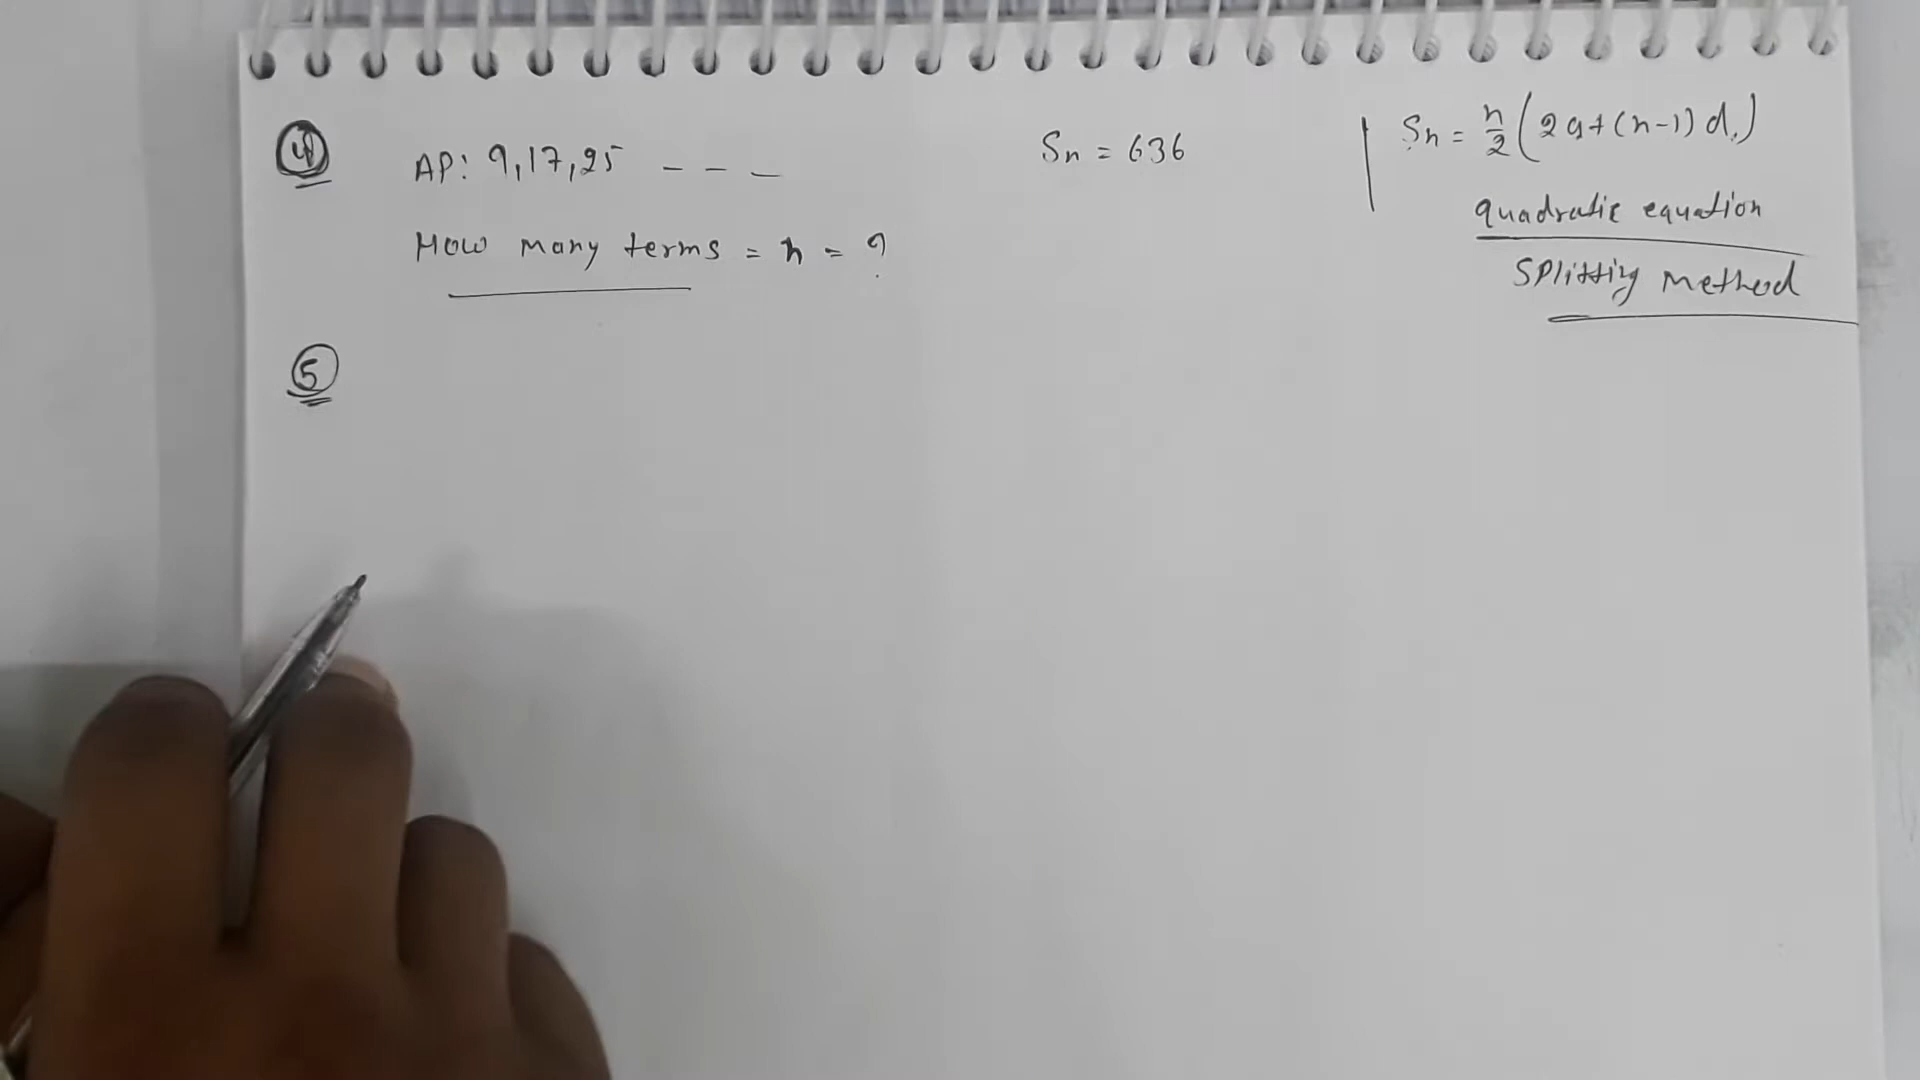 4 AP: 9,17,25 _ _ _
Sn = 636
Sn = n/2 (2a+(n-1)d.)
quadratic equation
How many terms = n = ?
Splitting Method
5